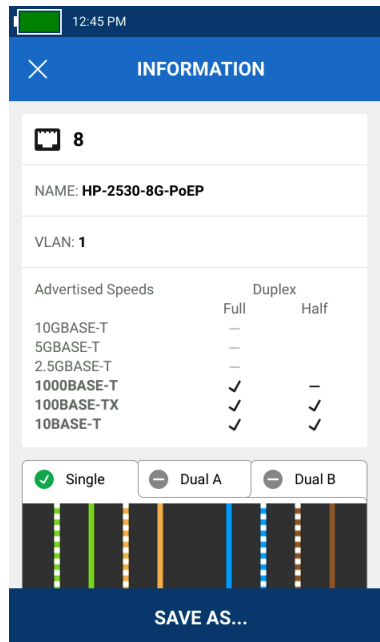 12:45 PM
INFORMATION
8
NAME: HP-2530-8G-PoEP
VLAN: 1
Advertised Speeds Duplex
Full Half
10GBASE-T –
5GBASE-T –
2.5GBASE-T –
1000BASE-T ✓ –
100BASE-TX ✓ ✓
10BASE-T ✓ ✓
Single Dual A Dual B
SAVE AS...